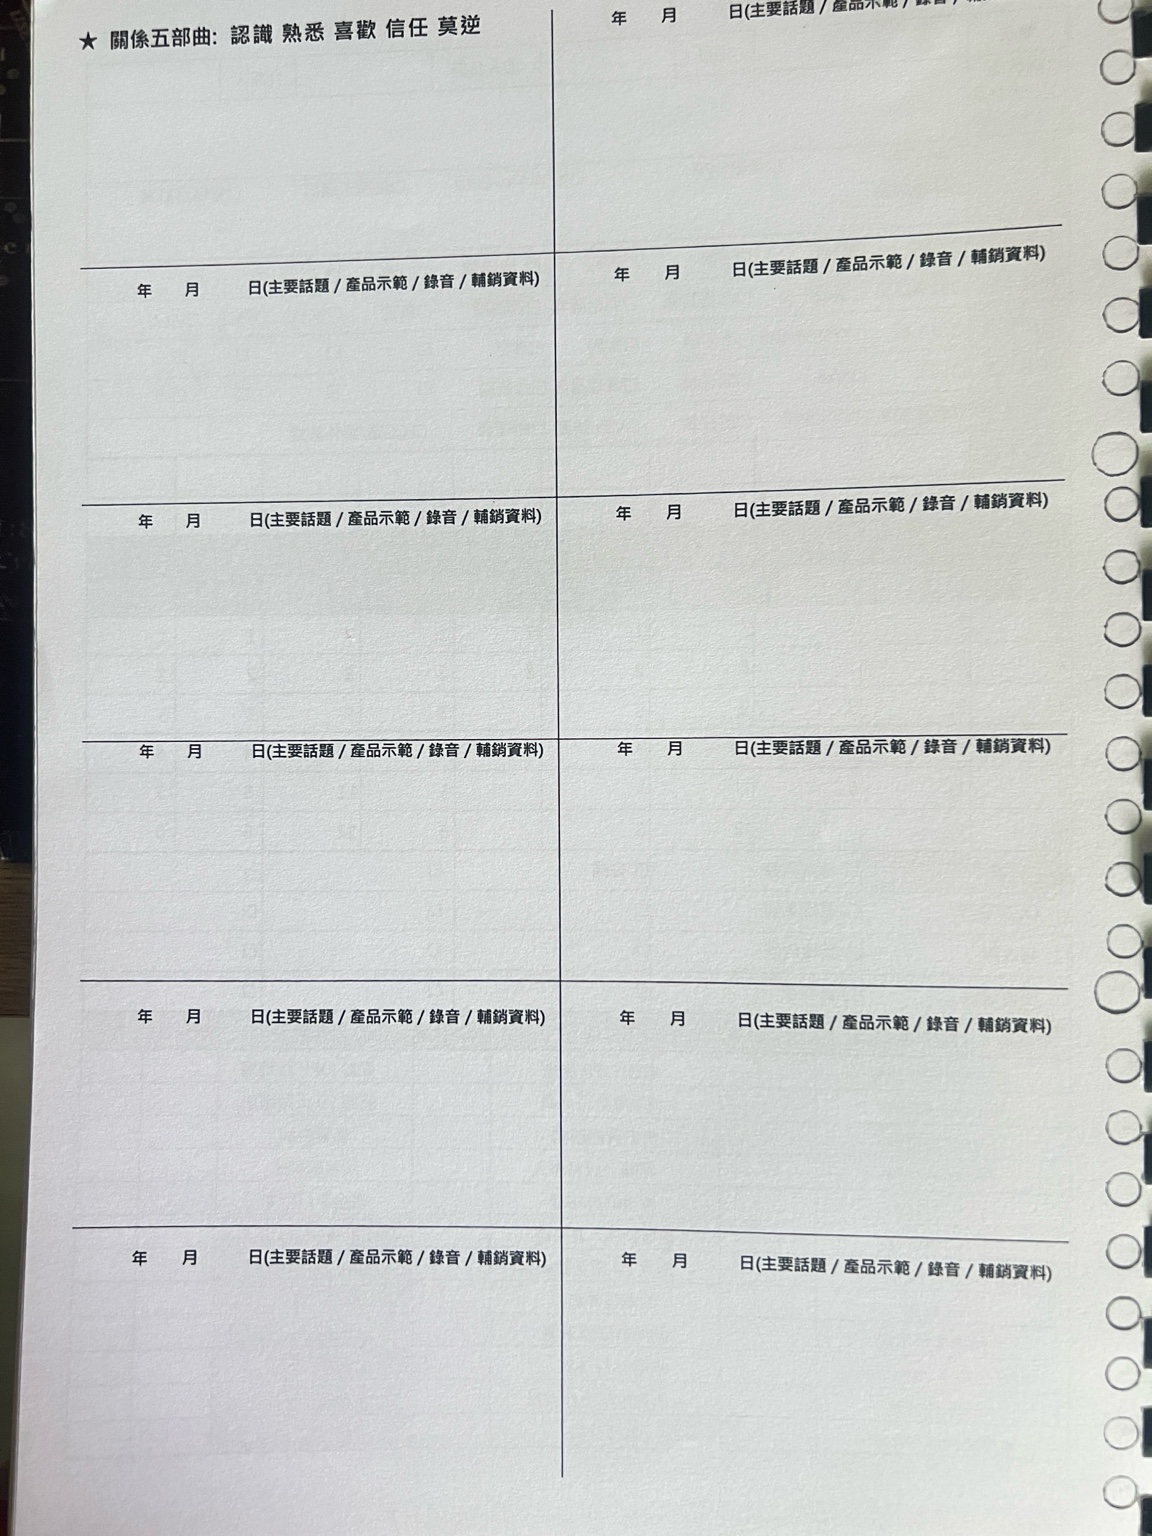 ★ 關係五部曲: 認識 熟悉 喜歡 信任 莫逆
年 月 日(主要話題 / 產品示範 / 錄音 /
年 月 日(主要話題 / 產品示範 / 錄音 / 輔銷資料)
年 月 日(主要話題 / 產品示範 / 錄音 / 輔銷資料)
年 月 日(主要話題 / 產品示範 / 錄音 / 輔銷資料)
年 月 日(主要話題 / 產品示範 / 錄音 / 輔銷資料)
年 月 日(主要話題 / 產品示範 / 錄音 / 輔銷資料)
年 月 日(主要話題 / 產品示範 / 錄音 / 輔銷資料)
年 月 日(主要話題 / 產品示範 / 錄音 / 輔銷資料)
年 月 日(主要話題 / 產品示範 / 錄音 / 輔銷資料)
年 月 日(主要話題 / 產品示範 / 錄音 / 輔銷資料)
年 月 日(主要話題 / 產品示範 / 錄音 / 輔銷資料)